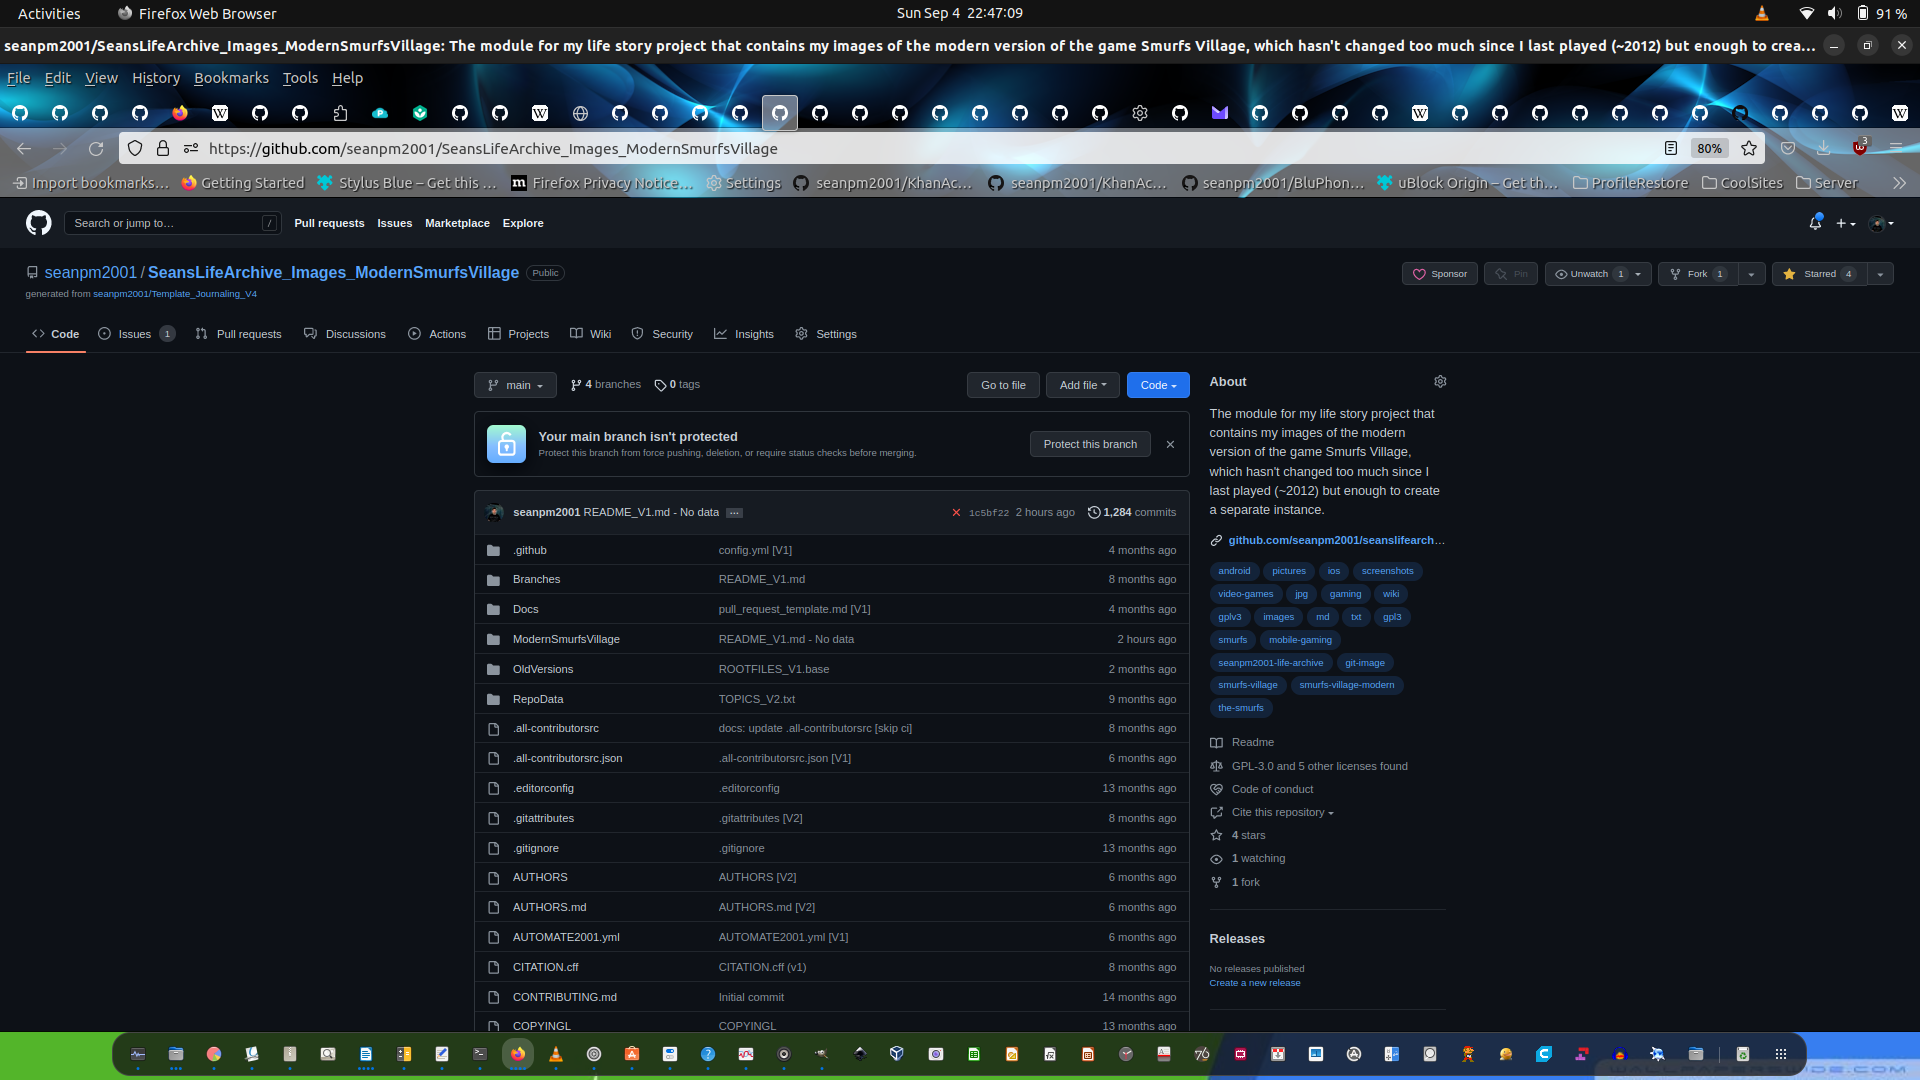 Activities Firefox Web Browser Sun Sep 4 22:47:09 91 %
seanpm2001/SeansLifeArchive_Images_ModernSmurfsVillage: The module for my life story project that contains my images of the modern version of the game Smurfs Village, which hasn't changed too much since I last played (~2012) but enough to crea…
File Edit View History Bookmarks Tools Help
https://github.com/seanpm2001/SeansLifeArchive_Images_ModernSmurfsVillage 80% 3
Import bookmarks… Getting Started Stylus Blue – Get this … Firefox Privacy Notice… Settings seanpm2001/KhanAc… seanpm2001/KhanAc… seanpm2001/BluPhon… uBlock Origin – Get th… ProfileRestore CoolSites Server
Search or jump to… / Pull requests Issues Marketplace Explore
seanpm2001 / SeansLifeArchive_Images_ModernSmurfsVillage Public
Sponsor Pin Unwatch 1 Fork 1 Starred 4
generated from seanpm2001/Template_Journaling_V4
Code Issues 1 Pull requests Discussions Actions Projects Wiki Security Insights Settings
main 4 branches 0 tags Go to file Add file Code
Your main branch isn't protected
Protect this branch from force pushing, deletion, or require status checks before merging.
Protect this branch
seanpm2001 README_V1.md - No data … 1c5bf22 2 hours ago 1,284 commits
.github config.yml [V1] 4 months ago
Branches README_V1.md 8 months ago
Docs pull_request_template.md [V1] 4 months ago
ModernSmurfsVillage README_V1.md - No data 2 hours ago
OldVersions ROOTFILES_V1.base 2 months ago
RepoData TOPICS_V2.txt 9 months ago
.all-contributorsrc docs: update .all-contributorsrc [skip ci] 8 months ago
.all-contributorsrc.json .all-contributorsrc.json [V1] 6 months ago
.editorconfig .editorconfig 13 months ago
.gitattributes .gitattributes [V2] 8 months ago
.gitignore .gitignore 13 months ago
AUTHORS AUTHORS [V2] 6 months ago
AUTHORS.md AUTHORS.md [V2] 6 months ago
AUTOMATE2001.yml AUTOMATE2001.yml [V1] 6 months ago
CITATION.cff CITATION.cff (v1) 8 months ago
CONTRIBUTING.md Initial commit 14 months ago
COPYINGL COPYINGL 13 months ago
About
The module for my life story project that
contains my images of the modern
version of the game Smurfs Village,
which hasn't changed too much since I
last played (~2012) but enough to create
a separate instance.
github.com/seanpm2001/seanslifearch…
android pictures ios screenshots
video-games jpg gaming wiki
gplv3 images md txt gpl3
smurfs mobile-gaming
seanpm2001-life-archive git-image
smurfs-village smurfs-village-modern
the-smurfs
Readme
GPL-3.0 and 5 other licenses found
Code of conduct
Cite this repository
4 stars
1 watching
1 fork
Releases
No releases published
Create a new release